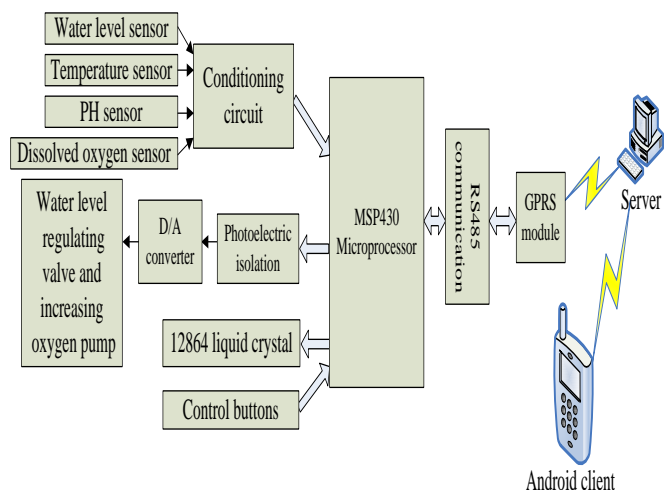 Water level sensor
Temperature sensor
PH sensor
Dissolved oxygen sensor
Conditioning
circuit
Water level
regulating
valve and
increasing
oxygen pump
D/A
converter
Photoelectric
isolation
12864 liquid crystal
Control buttons
MSP430
Microprocessor
RS485
communication
GPRS
module
Server
Android client